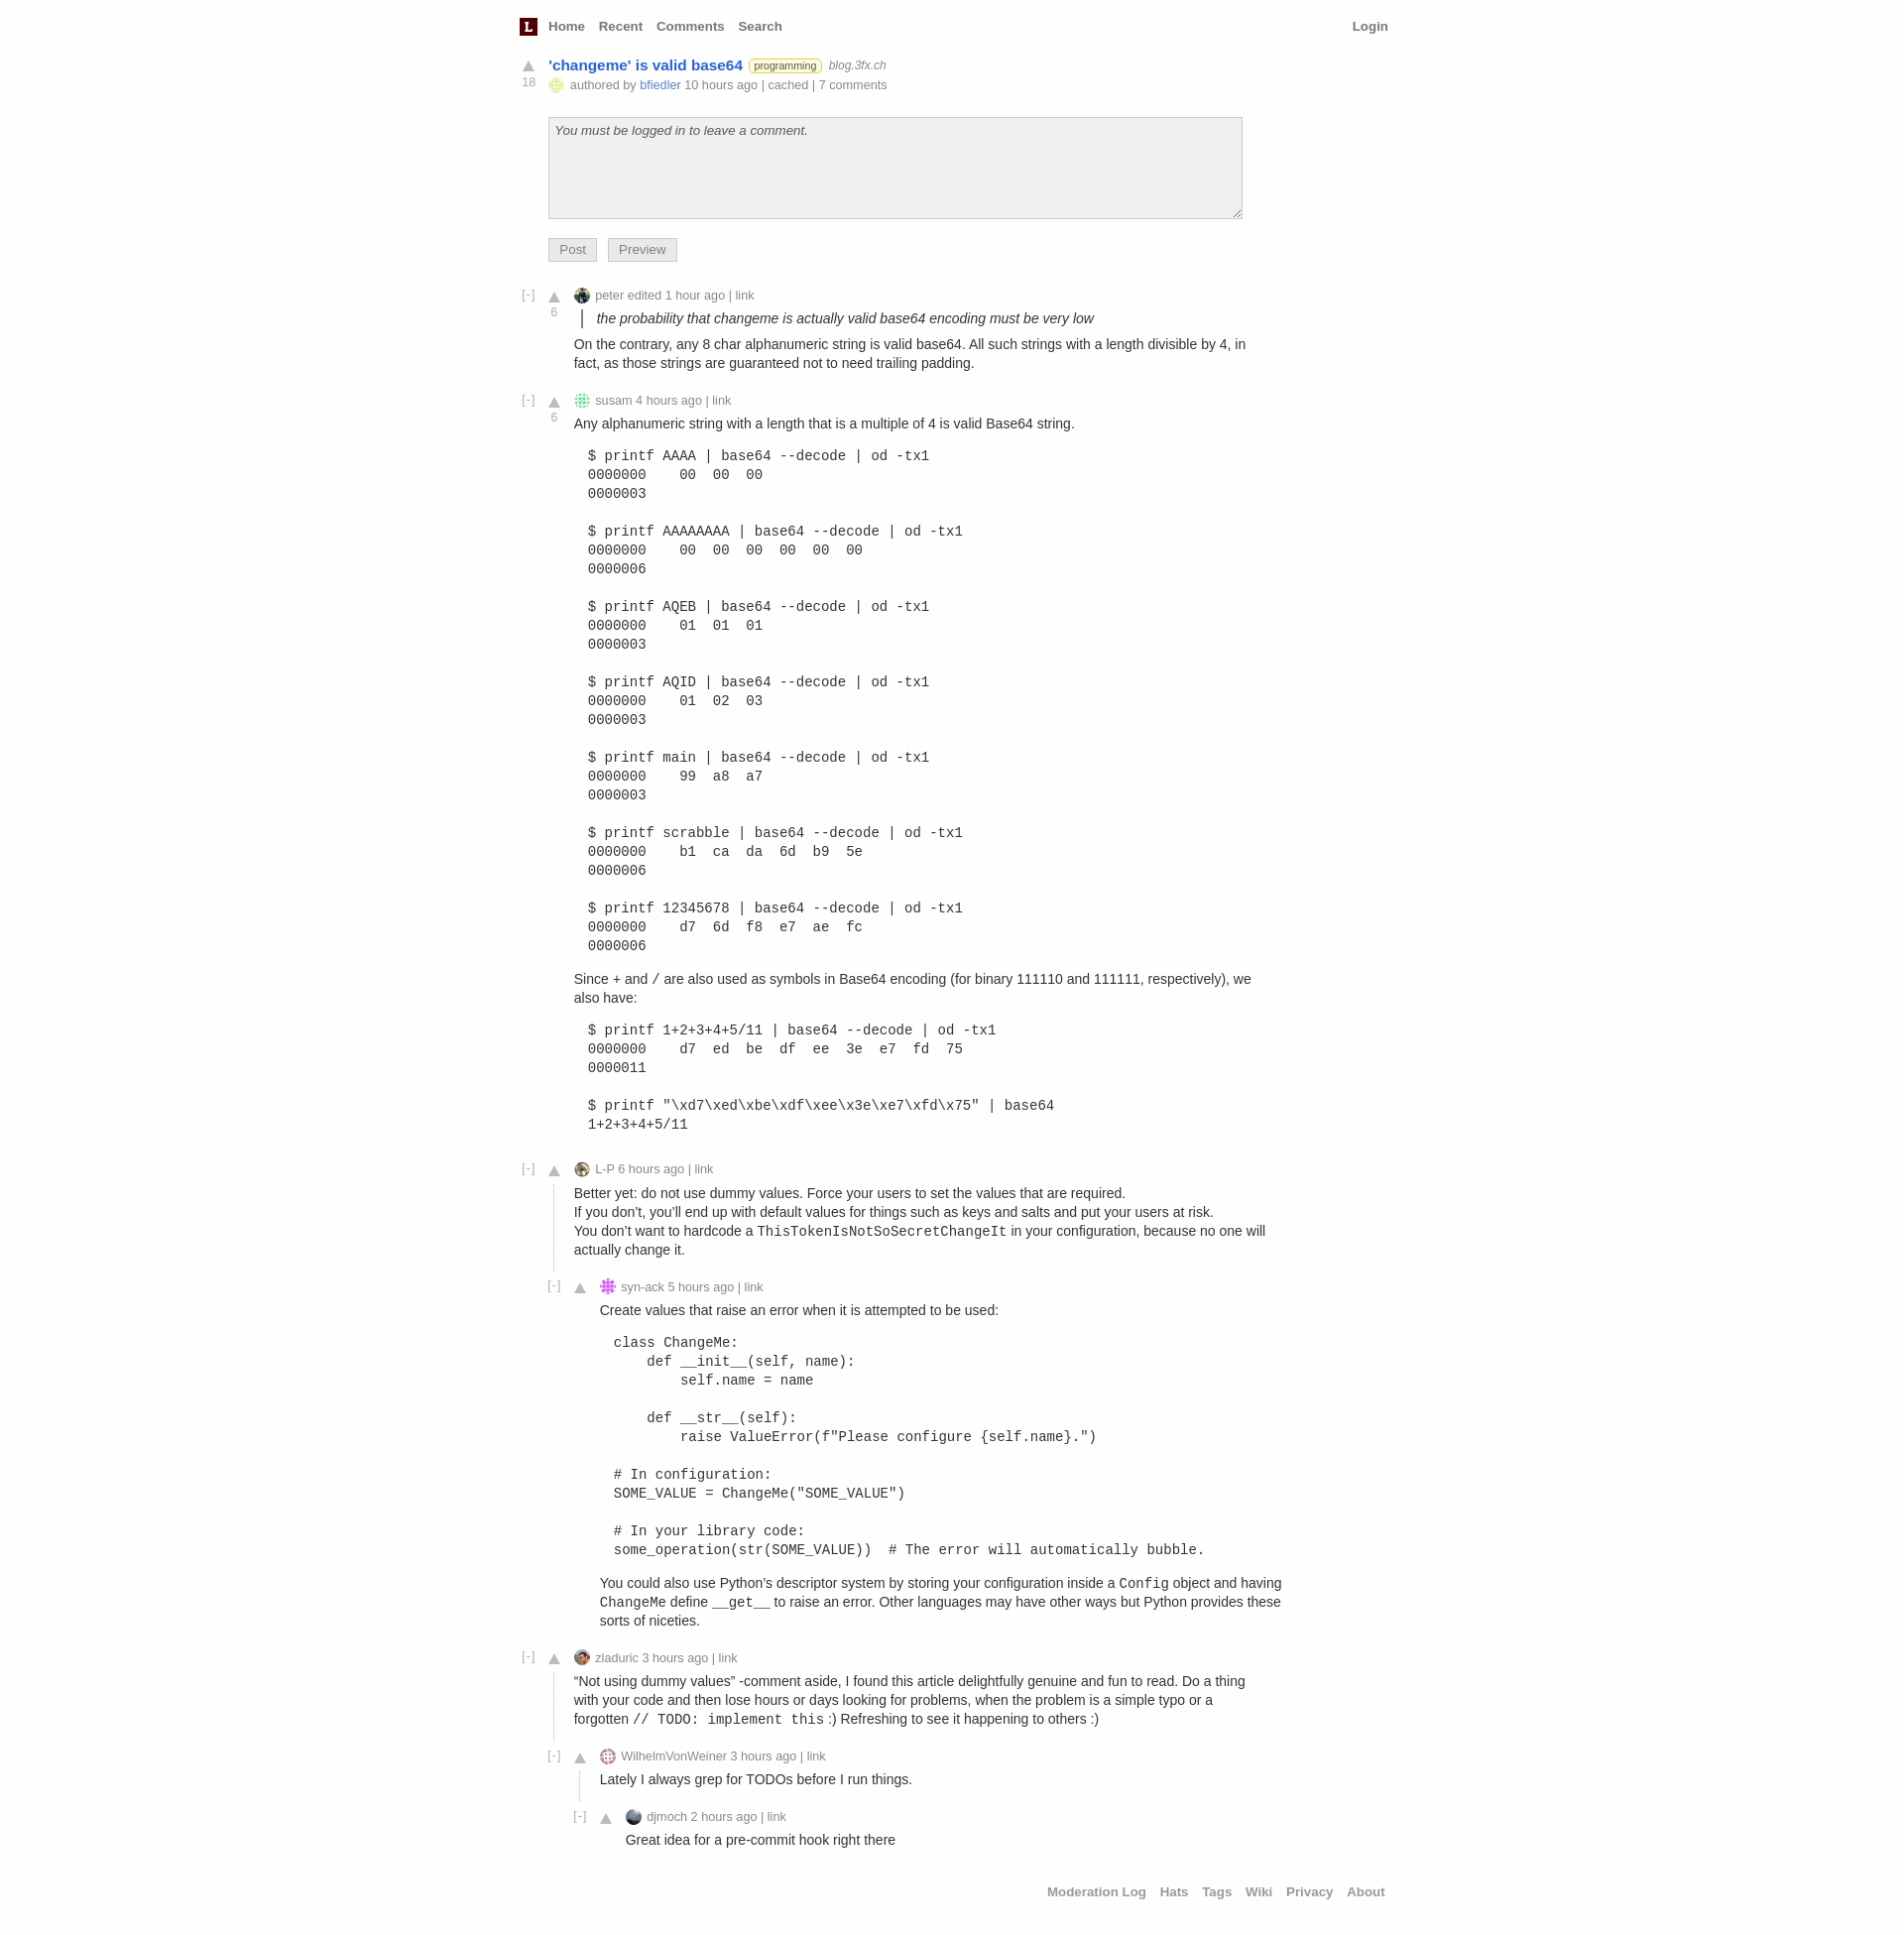 L Home Recent Comments Search Login
'changeme' is valid base64 programming blog.3fx.ch
18 authored by bfiedler 10 hours ago | cached | 7 comments
You must be logged in to leave a comment.
Post Preview
[-] peter edited 1 hour ago | link
6
the probability that changeme is actually valid base64 encoding must be very low
On the contrary, any 8 char alphanumeric string is valid base64. All such strings with a length divisible by 4, in
fact, as those strings are guaranteed not to need trailing padding.
[-] susam 4 hours ago | link
6
Any alphanumeric string with a length that is a multiple of 4 is valid Base64 string.
$ printf AAAA | base64 --decode | od -tx1
0000000    00  00  00
0000003
$ printf AAAAAAAA | base64 --decode | od -tx1
0000000    00  00  00  00  00  00
0000006
$ printf AQEB | base64 --decode | od -tx1
0000000    01  01  01
0000003
$ printf AQID | base64 --decode | od -tx1
0000000    01  02  03
0000003
$ printf main | base64 --decode | od -tx1
0000000    99  a8  a7
0000003
$ printf scrabble | base64 --decode | od -tx1
0000000    b1  ca  da  6d  b9  5e
0000006
$ printf 12345678 | base64 --decode | od -tx1
0000000    d7  6d  f8  e7  ae  fc
0000006
Since + and / are also used as symbols in Base64 encoding (for binary 111110 and 111111, respectively), we
also have:
$ printf 1+2+3+4+5/11 | base64 --decode | od -tx1
0000000    d7  ed  be  df  ee  3e  e7  fd  75
0000011
$ printf "\xd7\xed\xbe\xdf\xee\x3e\xe7\xfd\x75" | base64
1+2+3+4+5/11
[-] L-P 6 hours ago | link
Better yet: do not use dummy values. Force your users to set the values that are required.
If you don’t, you’ll end up with default values for things such as keys and salts and put your users at risk.
You don’t want to hardcode a ThisTokenIsNotSoSecretChangeIt in your configuration, because no one will
actually change it.
[-] syn-ack 5 hours ago | link
Create values that raise an error when it is attempted to be used:
class ChangeMe:
    def __init__(self, name):
        self.name = name
    def __str__(self):
        raise ValueError(f"Please configure {self.name}.")
# In configuration:
SOME_VALUE = ChangeMe("SOME_VALUE")
# In your library code:
some_operation(str(SOME_VALUE))  # The error will automatically bubble.
You could also use Python’s descriptor system by storing your configuration inside a Config object and having
ChangeMe define __get__ to raise an error. Other languages may have other ways but Python provides these
sorts of niceties.
[-] zladuric 3 hours ago | link
“Not using dummy values” -comment aside, I found this article delightfully genuine and fun to read. Do a thing
with your code and then lose hours or days looking for problems, when the problem is a simple typo or a
forgotten // TODO: implement this :) Refreshing to see it happening to others :)
[-] WilhelmVonWeiner 3 hours ago | link
Lately I always grep for TODOs before I run things.
[-] djmoch 2 hours ago | link
Great idea for a pre-commit hook right there
Moderation Log Hats Tags Wiki Privacy About